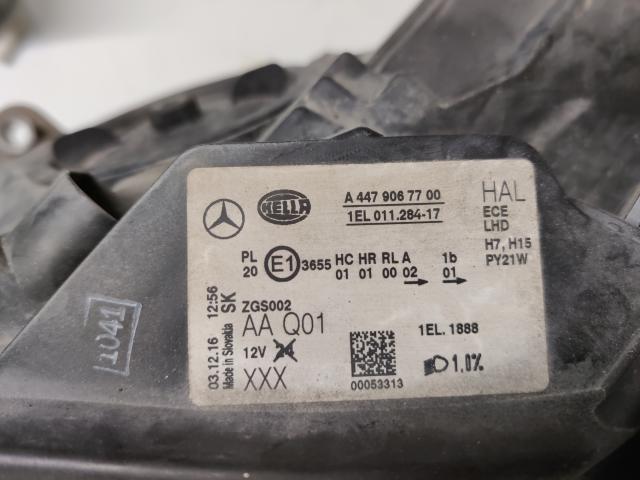 HELLA
A 447 906 77 00
1EL 011.284-17
HAL
ECE
LHD
H7, H15
PY21W
PL
20
E1
3655
HC HR RL A 1b
01 01 00 02 01
ZGS002
AA Q01
12V
XXX
03.12.16 12:56
Made in Slovakia SK
00053313
1EL.1888
1,0%
1041